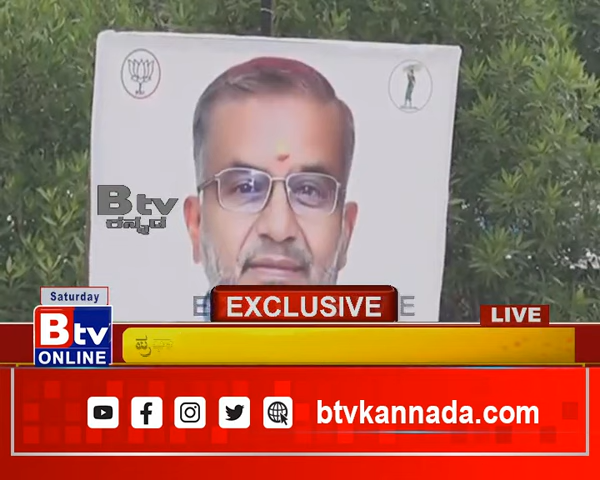 Btv
ಕನ್ನಡ
EXCLUSIVE
LIVE
Saturday
Btv
ONLINE
btvkannada.com